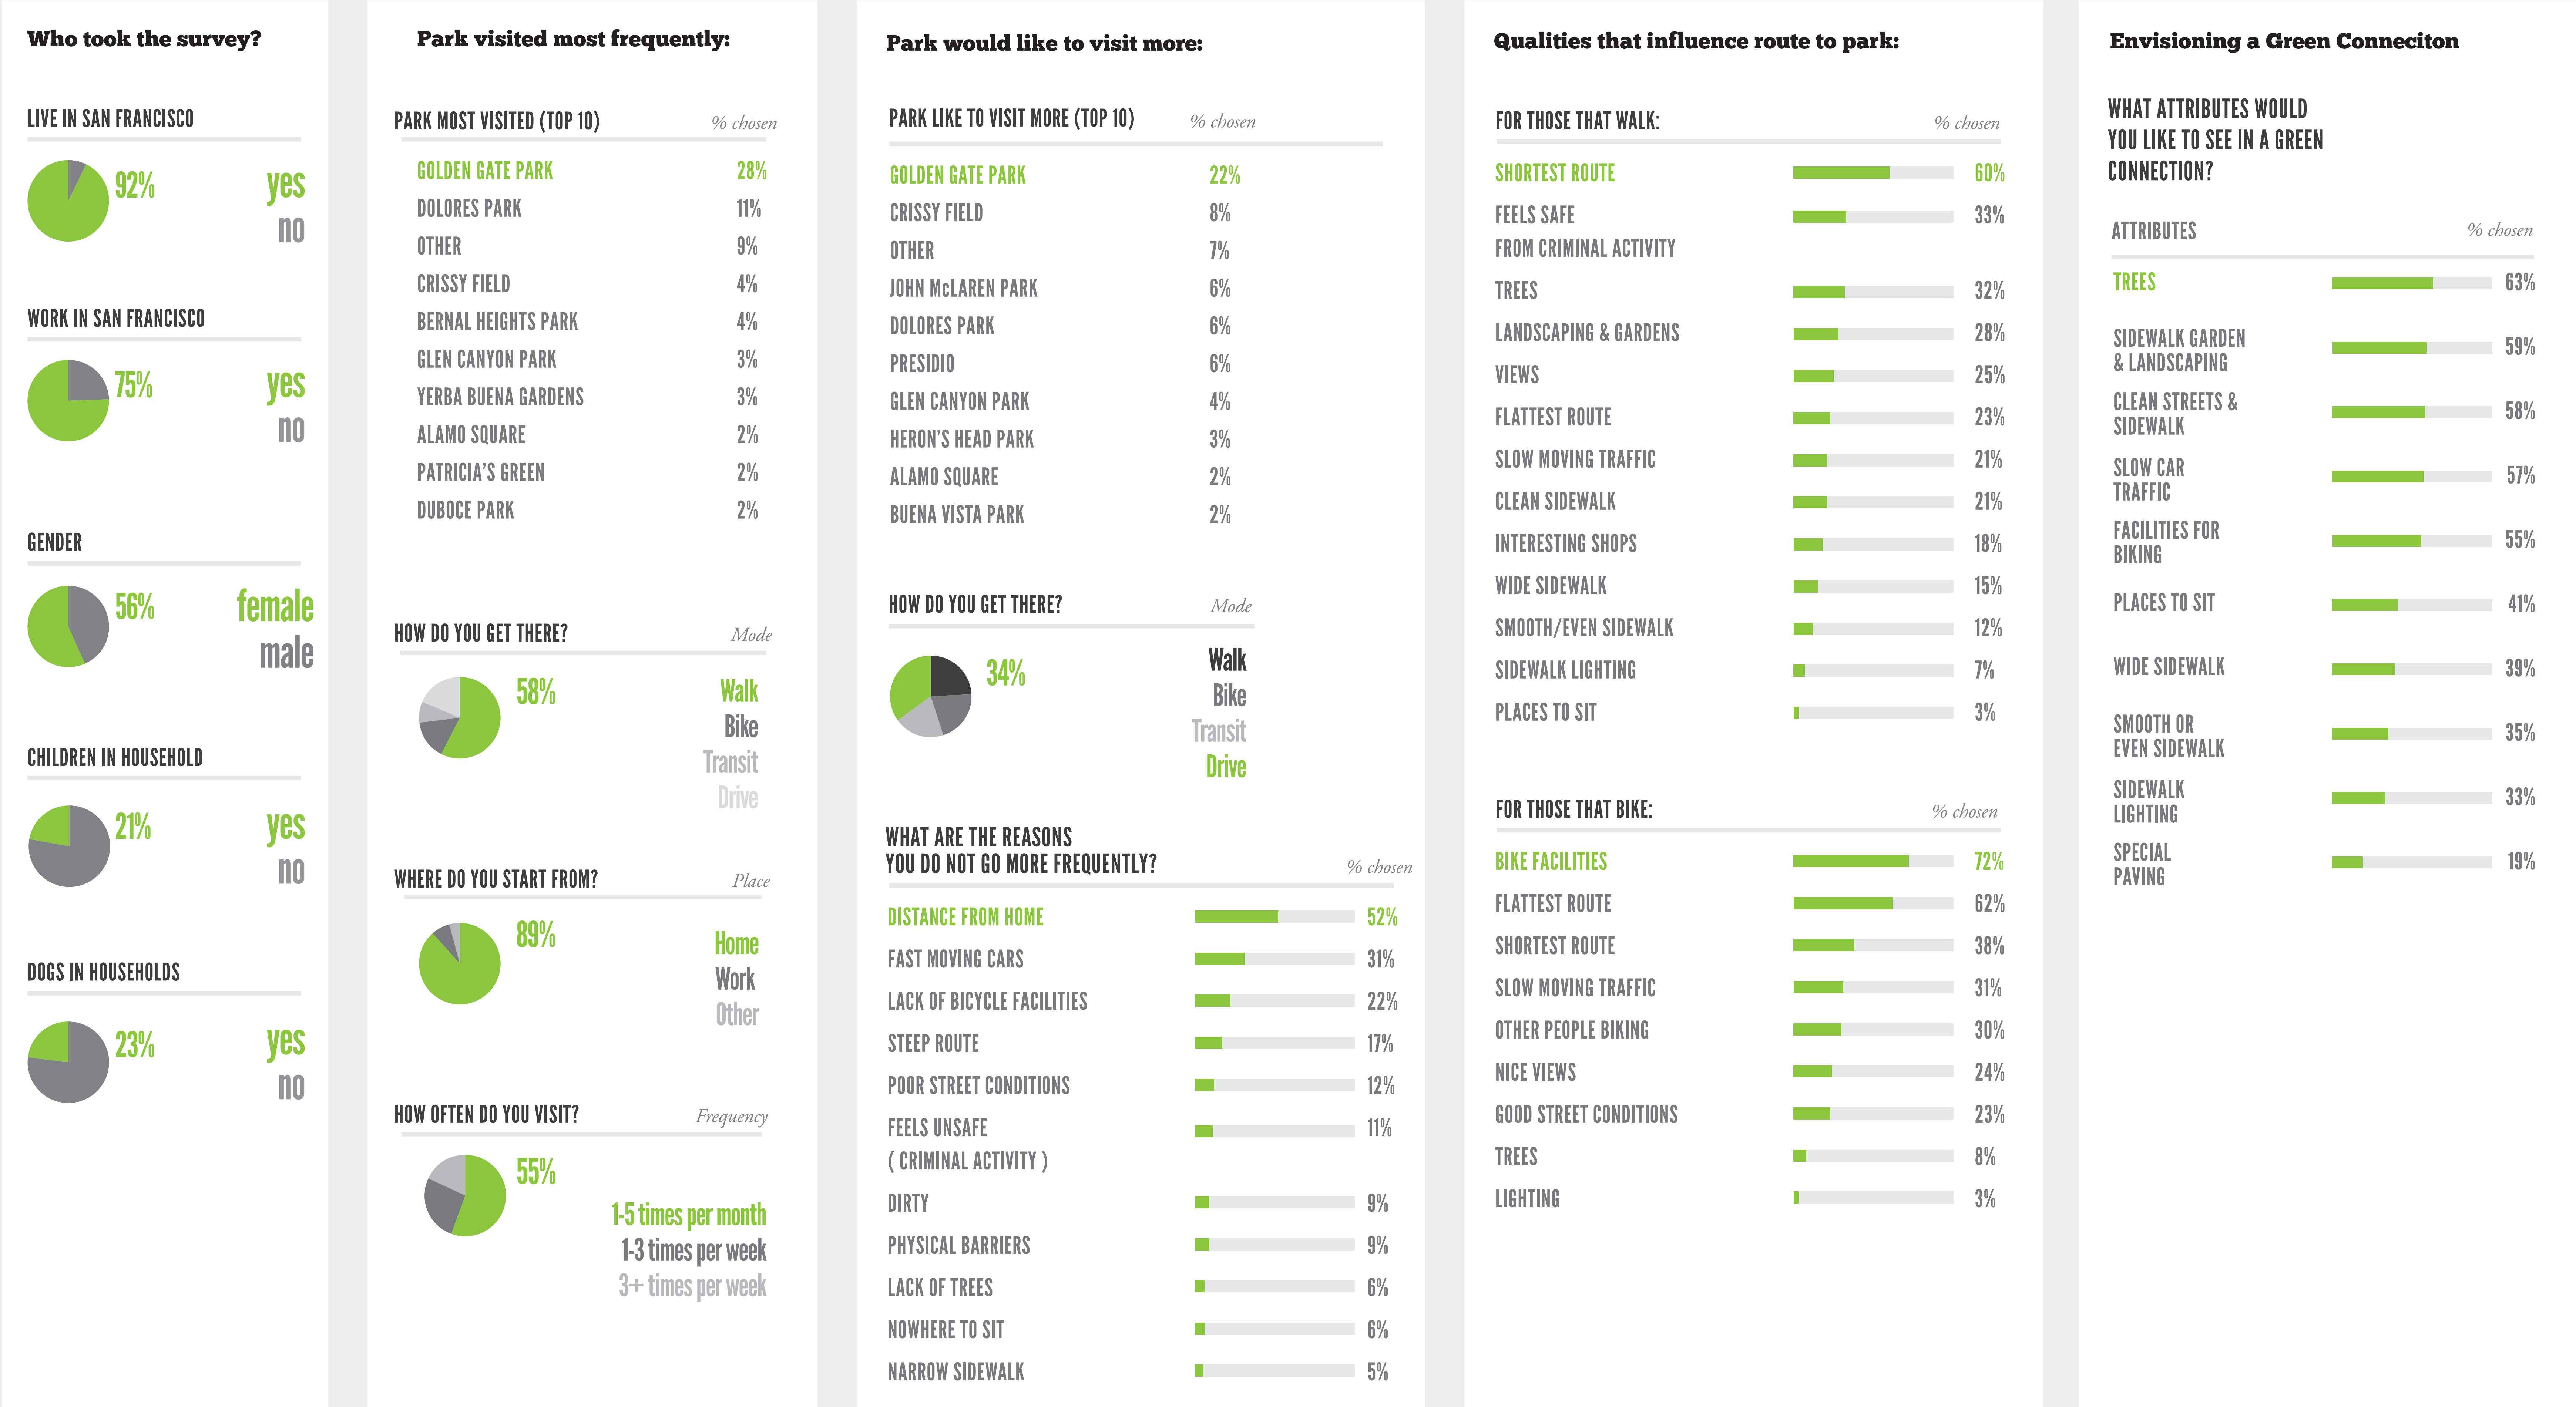 Who took the survey?
LIVE IN SAN FRANCISCO
92%
yes
no
WORK IN SAN FRANCISCO
75%
yes
no
GENDER
56%
female
male
CHILDREN IN HOUSEHOLD
21%
yes
no
DOGS IN HOUSEHOLDS
23%
yes
no
Park visited most frequently:
PARK MOST VISITED (TOP 10) % chosen
GOLDEN GATE PARK 28%
DOLORES PARK 11%
OTHER 9%
CRISSY FIELD 4%
BERNAL HEIGHTS PARK 4%
GLEN CANYON PARK 3%
YERBA BUENA GARDENS 3%
ALAMO SQUARE 2%
PATRICIA'S GREEN 2%
DUBOCE PARK 2%
HOW DO YOU GET THERE? Mode
58% Walk
Bike
Transit
Drive
WHERE DO YOU START FROM? Place
89% Home
Work
Other
HOW OFTEN DO YOU VISIT? Frequency
55%
1-5 times per month
1-3 times per week
3+ times per week
Park would like to visit more:
PARK LIKE TO VISIT MORE (TOP 10) % chosen
GOLDEN GATE PARK 22%
CRISSY FIELD 8%
OTHER 7%
JOHN McLAREN PARK 6%
DOLORES PARK 6%
PRESIDIO 6%
GLEN CANYON PARK 4%
HERON'S HEAD PARK 3%
ALAMO SQUARE 2%
BUENA VISTA PARK 2%
HOW DO YOU GET THERE? Mode
34% Walk
Bike
Transit
Drive
WHAT ARE THE REASONS
YOU DO NOT GO MORE FREQUENTLY? % chosen
DISTANCE FROM HOME 52%
FAST MOVING CARS 31%
LACK OF BICYCLE FACILITIES 22%
STEEP ROUTE 17%
POOR STREET CONDITIONS 12%
FEELS UNSAFE 11%
( CRIMINAL ACTIVITY )
DIRTY 9%
PHYSICAL BARRIERS 9%
LACK OF TREES 6%
NOWHERE TO SIT 6%
NARROW SIDEWALK 5%
Qualities that influence route to park:
FOR THOSE THAT WALK: % chosen
SHORTEST ROUTE 60%
FEELS SAFE 33%
FROM CRIMINAL ACTIVITY
TREES 32%
LANDSCAPING & GARDENS 28%
VIEWS 25%
FLATTEST ROUTE 23%
SLOW MOVING TRAFFIC 21%
CLEAN SIDEWALK 21%
INTERESTING SHOPS 18%
WIDE SIDEWALK 15%
SMOOTH/EVEN SIDEWALK 12%
SIDEWALK LIGHTING 7%
PLACES TO SIT 3%
FOR THOSE THAT BIKE: % chosen
BIKE FACILITIES 72%
FLATTEST ROUTE 62%
SHORTEST ROUTE 38%
SLOW MOVING TRAFFIC 31%
OTHER PEOPLE BIKING 30%
NICE VIEWS 24%
GOOD STREET CONDITIONS 23%
TREES 8%
LIGHTING 3%
Envisioning a Green Conneciton
WHAT ATTRIBUTES WOULD
YOU LIKE TO SEE IN A GREEN
CONNECTION?
ATTRIBUTES % chosen
TREES 63%
SIDEWALK GARDEN
& LANDSCAPING 59%
CLEAN STREETS &
SIDEWALK 58%
SLOW CAR
TRAFFIC 57%
FACILITIES FOR
BIKING 55%
PLACES TO SIT 41%
WIDE SIDEWALK 39%
SMOOTH OR
EVEN SIDEWALK 35%
SIDEWALK
LIGHTING 33%
SPECIAL
PAVING 19%